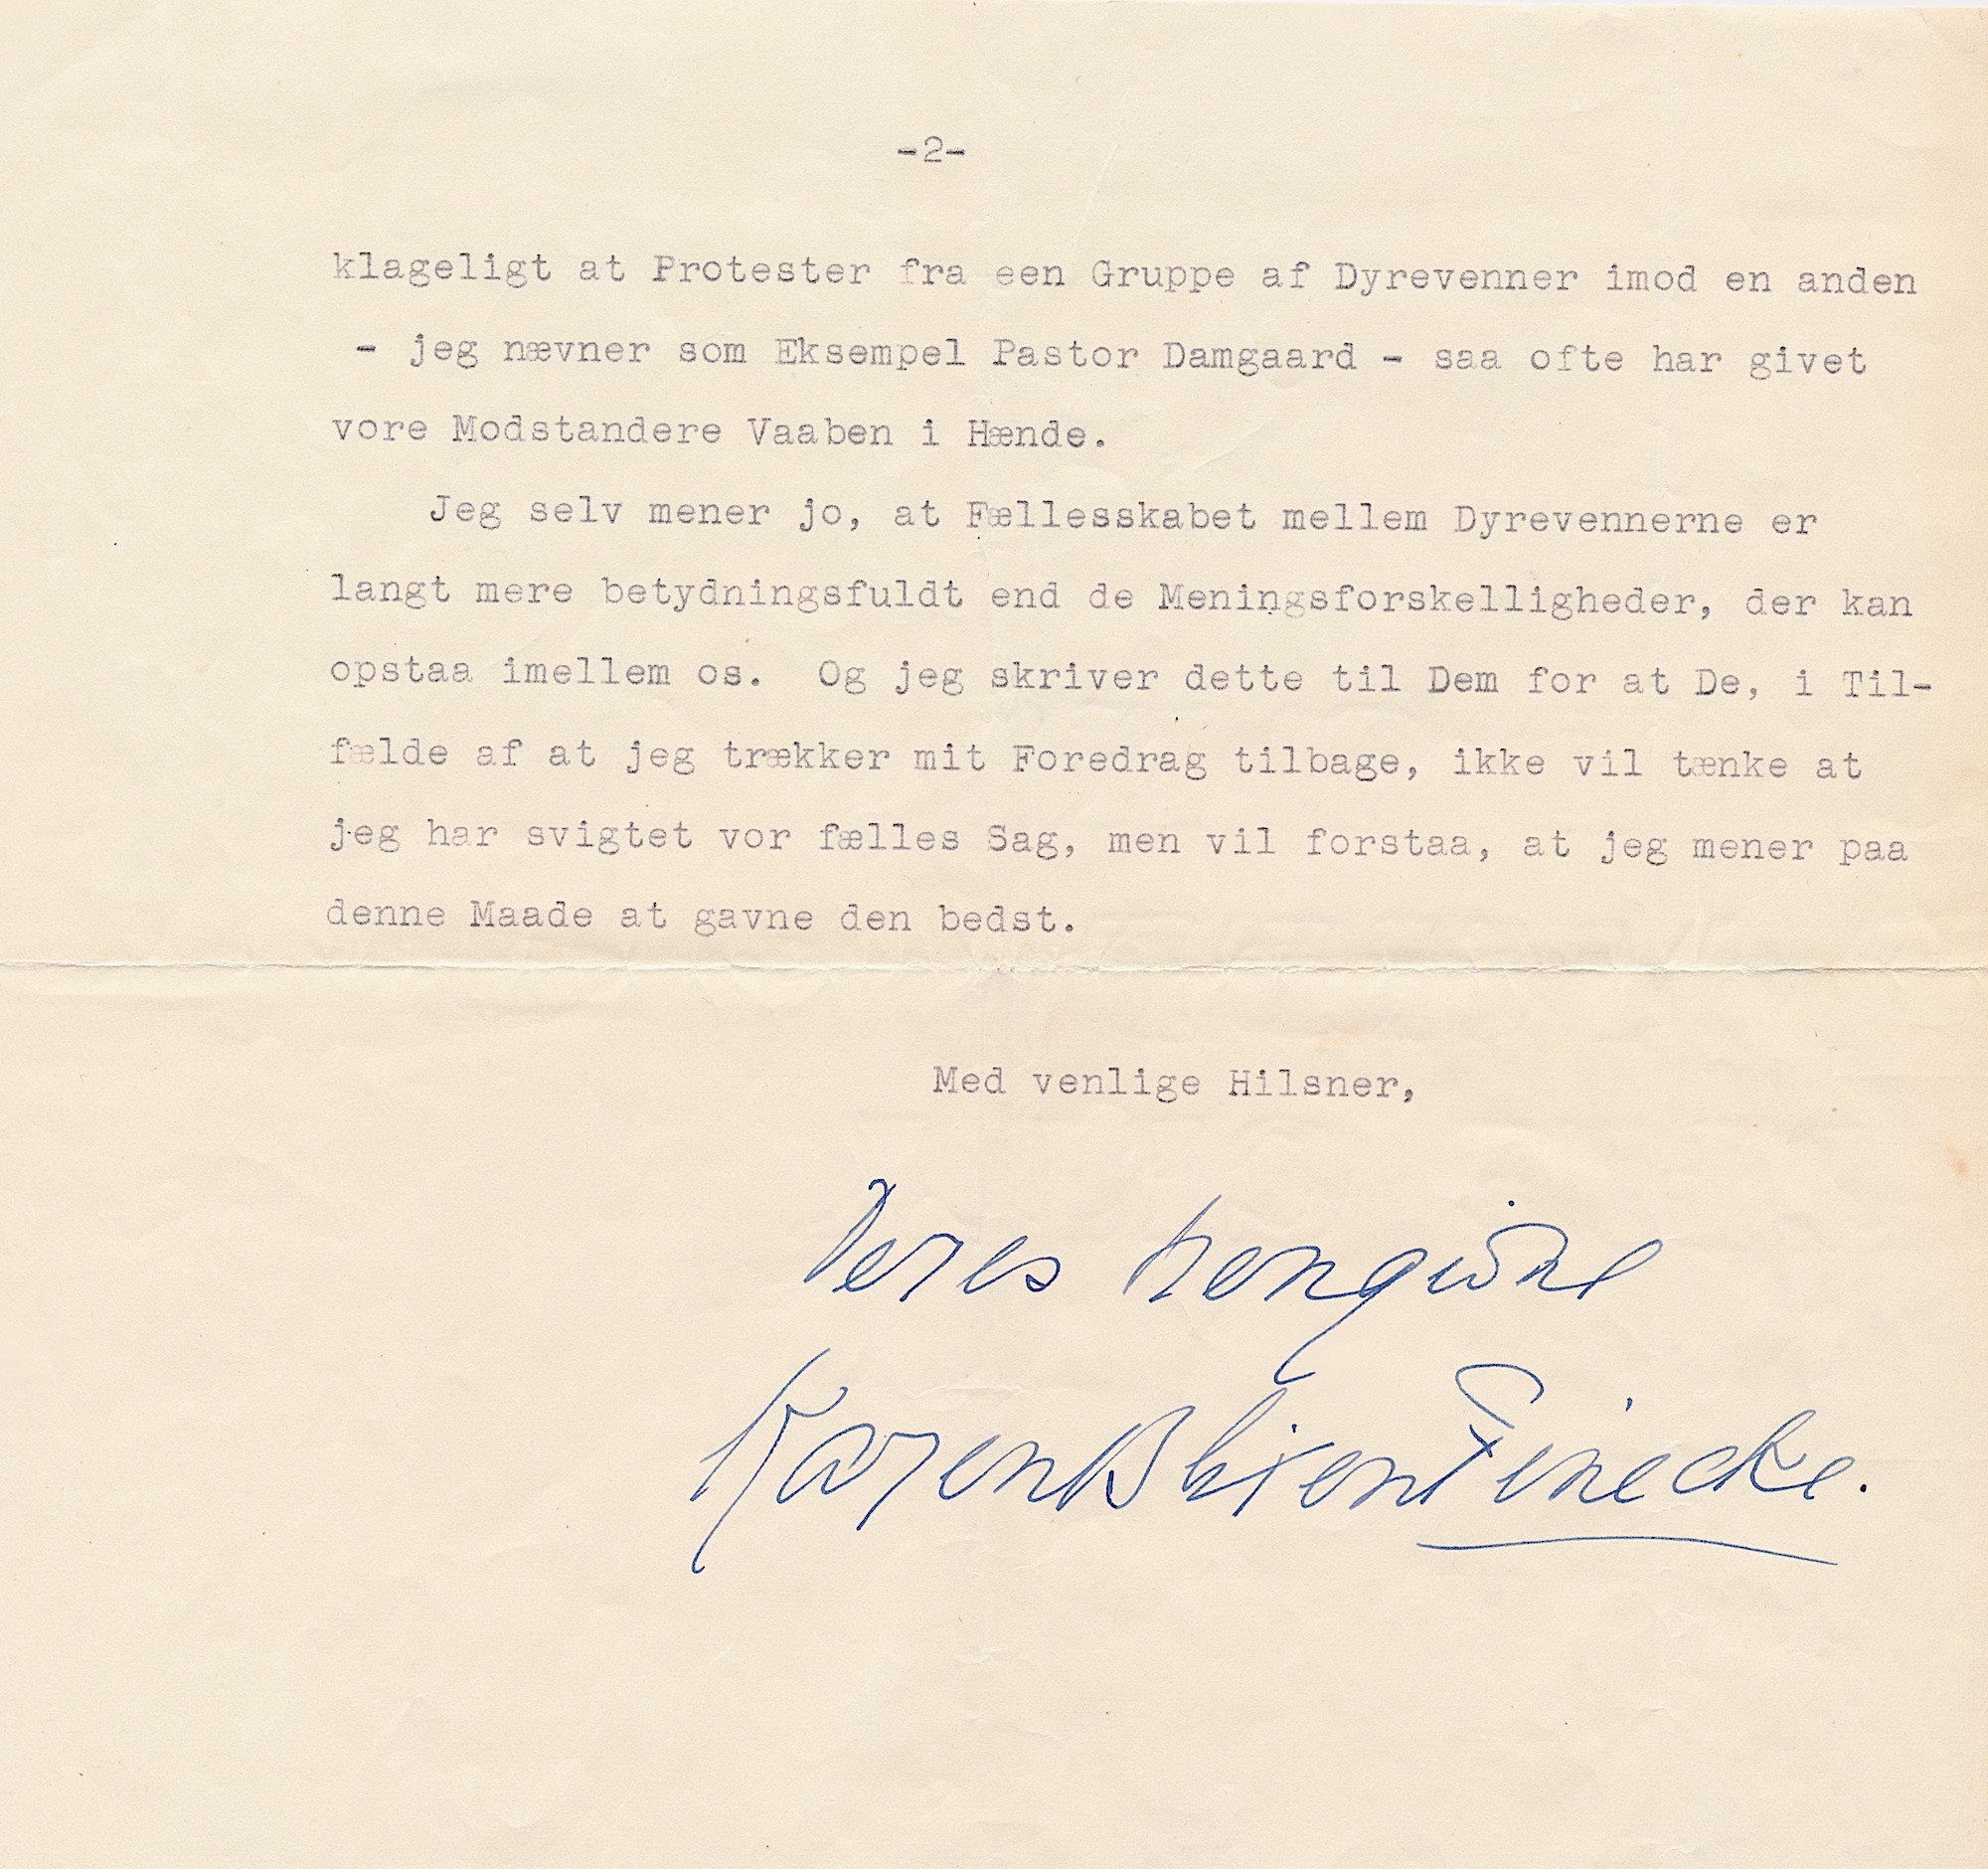 -2-
klageligt at Protester fra een Gruppe af Dyrevenner imod en anden
- jeg nævner som Eksempel Pastor Damgaard - saa ofte har givet
vore Modstandere Vaaben i Hænde.
Jeg selv mener jo, at Fællesskabet mellem Dyrevennerne er
langt mere betydningsfuldt end de Meningsforskelligheder, der kan
opstaa imellem os. Og jeg skriver dette til Dem for at De, i Til-
fælde af at jeg trækker mit Foredrag tilbage, ikke vil tænke at
jeg har svigtet vor fælles Sag, men vil forstaa, at jeg mener paa
denne Maade at gavne den bedst.
Med venlige Hilsner,
Deres hengivne
Karen Blixen Finecke.